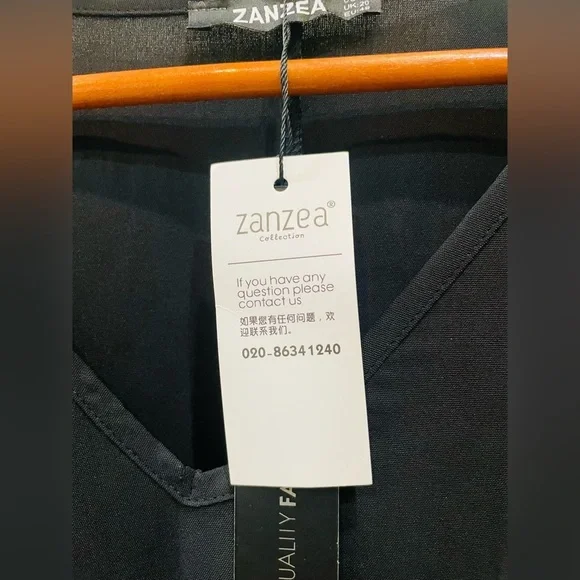 ZANZEA
zanzea®
Collection
If you have any
question please
contact us
如果您有任何问题，欢
迎联系我们。
020-86341240
UALITY FA